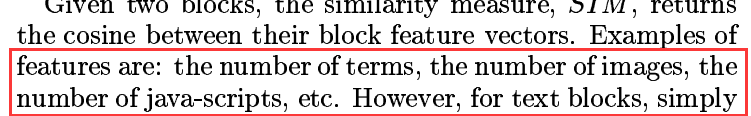 Given two blocks, the similarity measure, SIM, returns
the cosine between their block feature vectors. Examples of
features are: the number of terms, the number of images, the
number of java-scripts, etc. However, for text blocks, simply